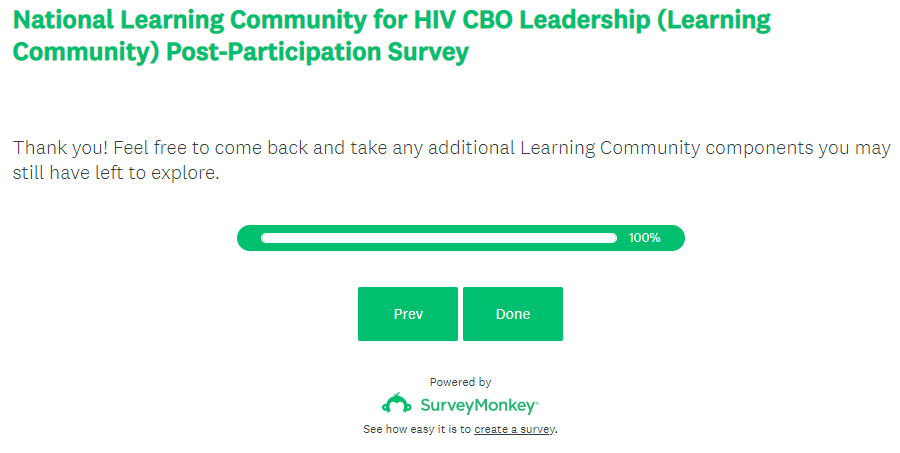 National Learning Community for HIV CBO Leadership (Learning
Community) Post-Participation Survey
Thank you! Feel free to come back and take any additional Learning Community components you may
still have left to explore.
100%
Prev Done
Powered by
SurveyMonkey
See how easy it is to create a survey.